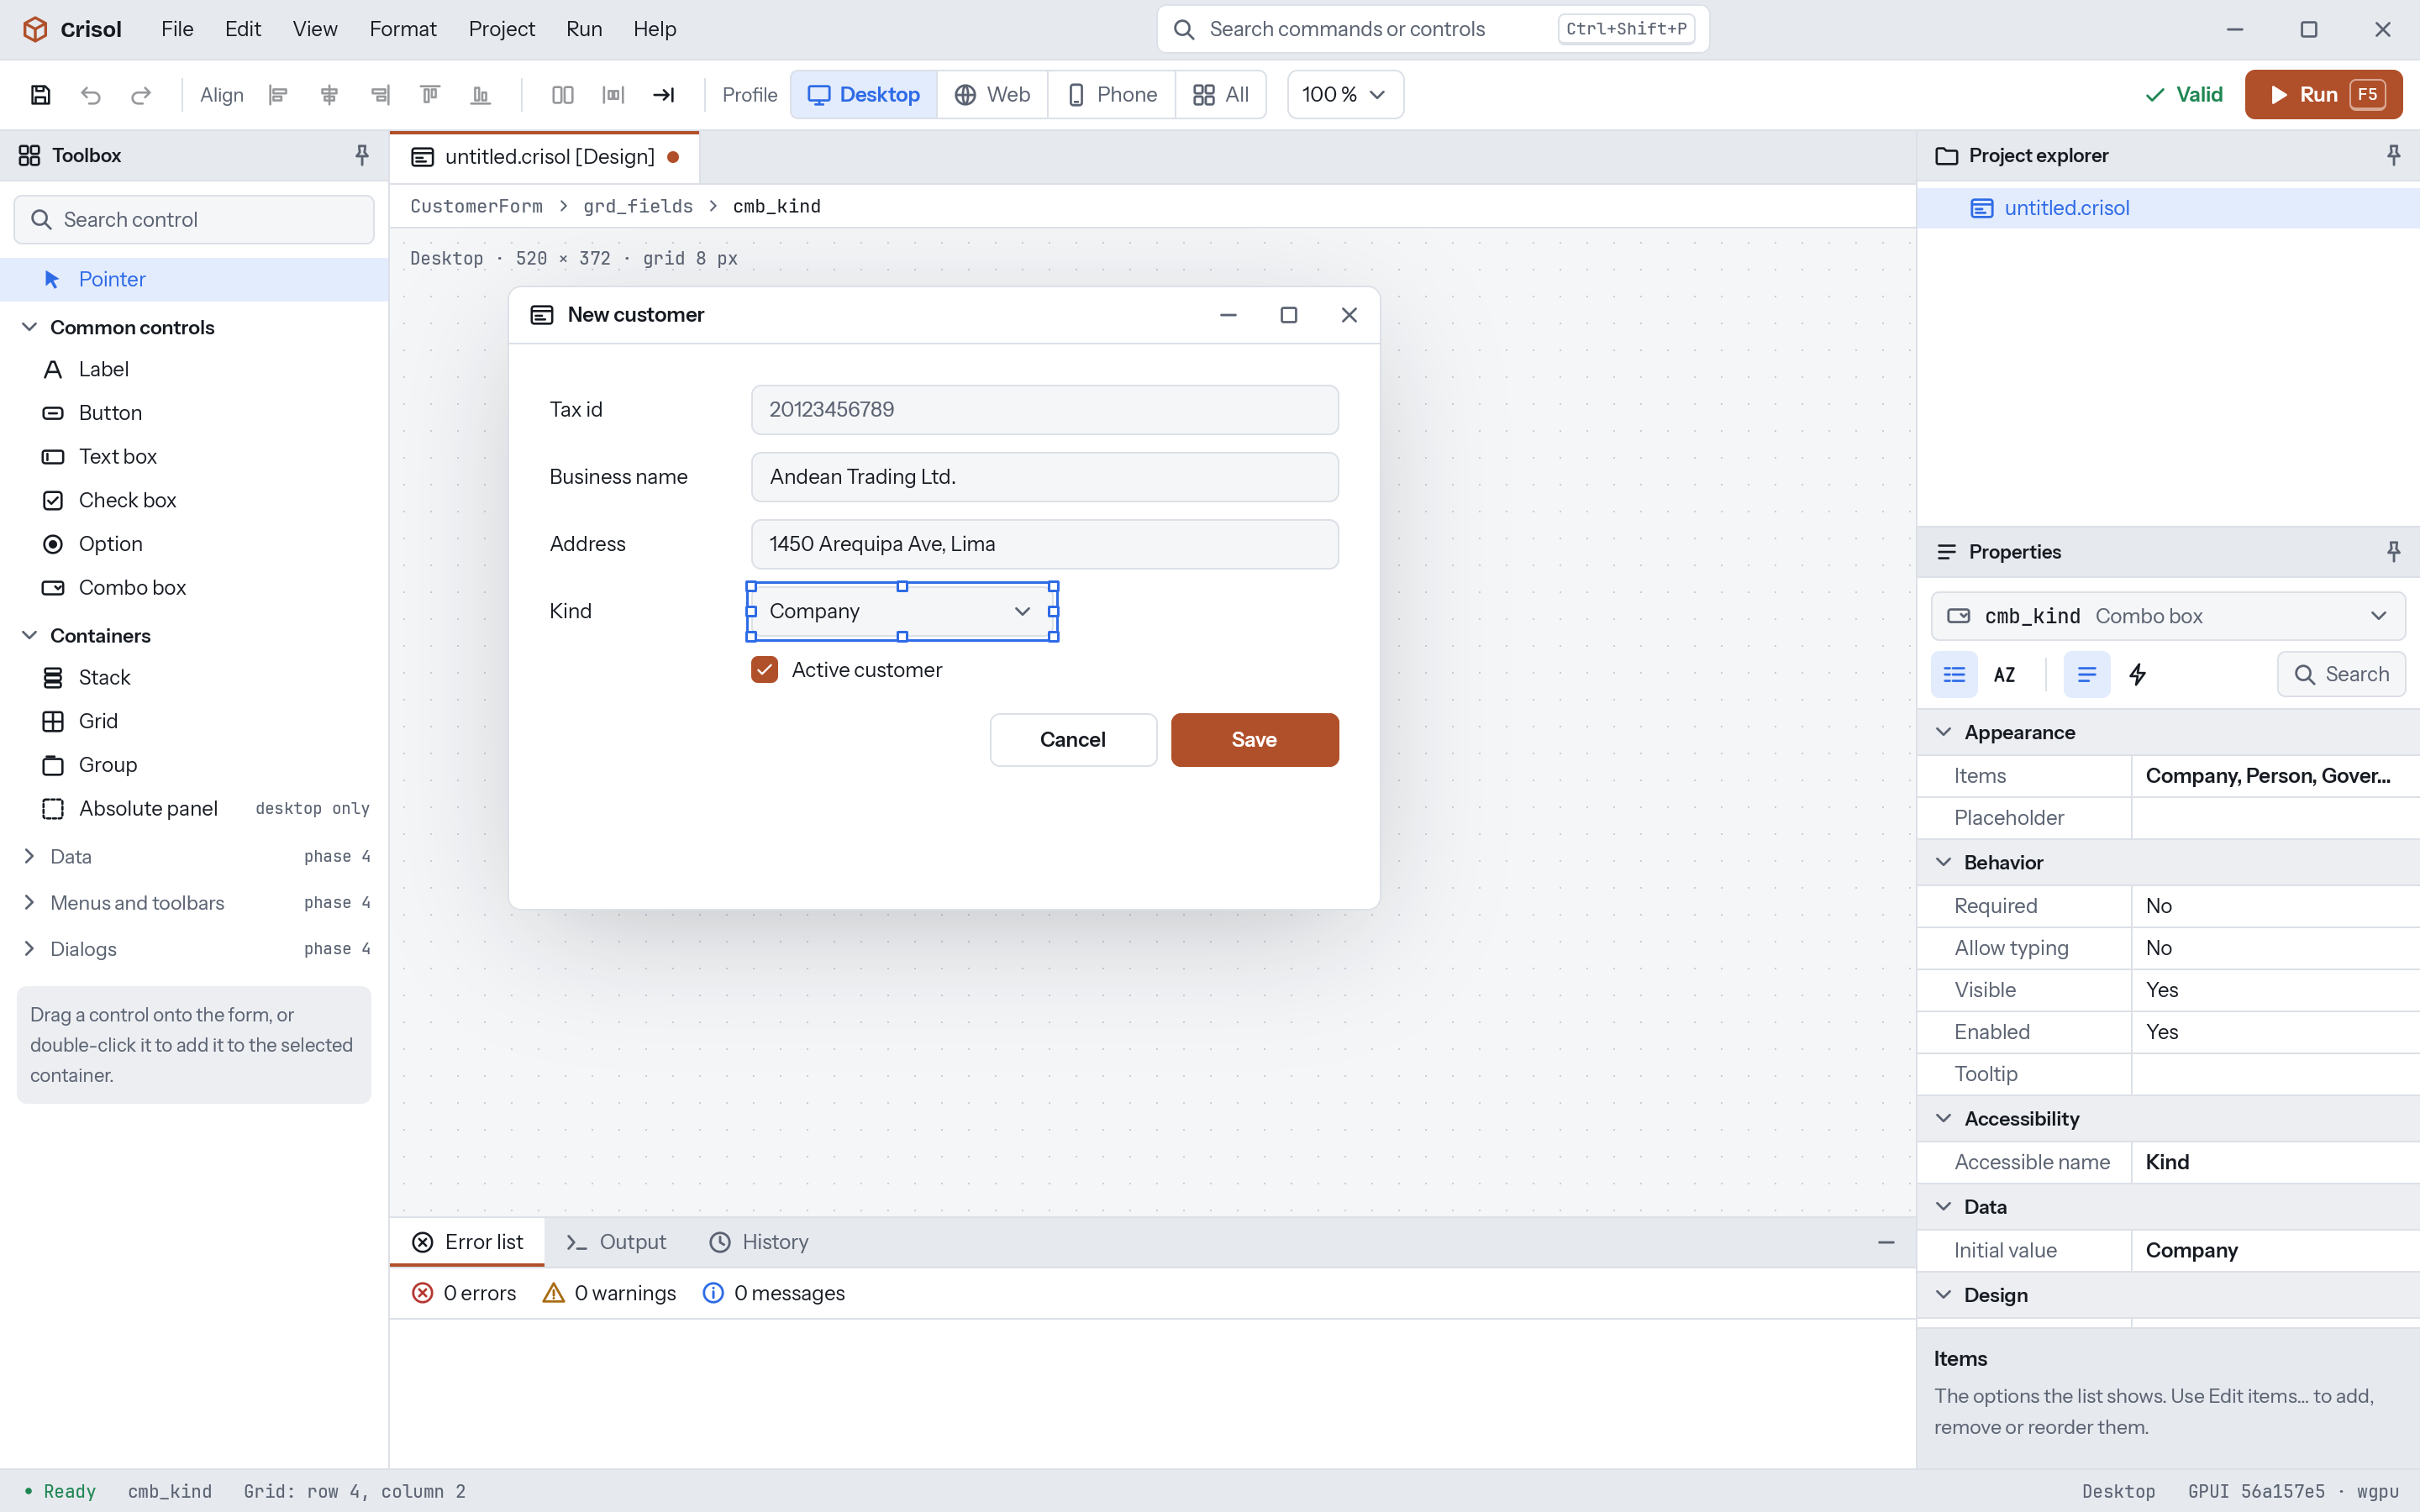 Crisol File Edit View Format Project Run Help Search commands or controls Ctrl+Shift+P
Align Profile Desktop Web Phone All 100 % Valid Run F5
Toolbox
Search control
Pointer
Common controls
Label
Button
Text box
Check box
Option
Combo box
Containers
Stack
Grid
Group
Absolute panel desktop only
Data phase 4
Menus and toolbars phase 4
Dialogs phase 4
Drag a control onto the form, or
double-click it to add it to the selected
container.
untitled.crisol [Design]
CustomerForm > grd_fields > cmb_kind
Desktop · 520 × 372 · grid 8 px
New customer
Tax id 20123456789
Business name Andean Trading Ltd.
Address 1450 Arequipa Ave, Lima
Kind Company
Active customer
Cancel Save
Error list Output History
0 errors 0 warnings 0 messages
Project explorer
untitled.crisol
Properties
cmb_kind Combo box
AZ Search
Appearance
Items Company, Person, Gover...
Placeholder
Behavior
Required No
Allow typing No
Visible Yes
Enabled Yes
Tooltip
Accessibility
Accessible name Kind
Data
Initial value Company
Design
Items
The options the list shows. Use Edit items... to add,
remove or reorder them.
Ready cmb_kind Grid: row 4, column 2 Desktop GPUI 56a157e5 · wgpu